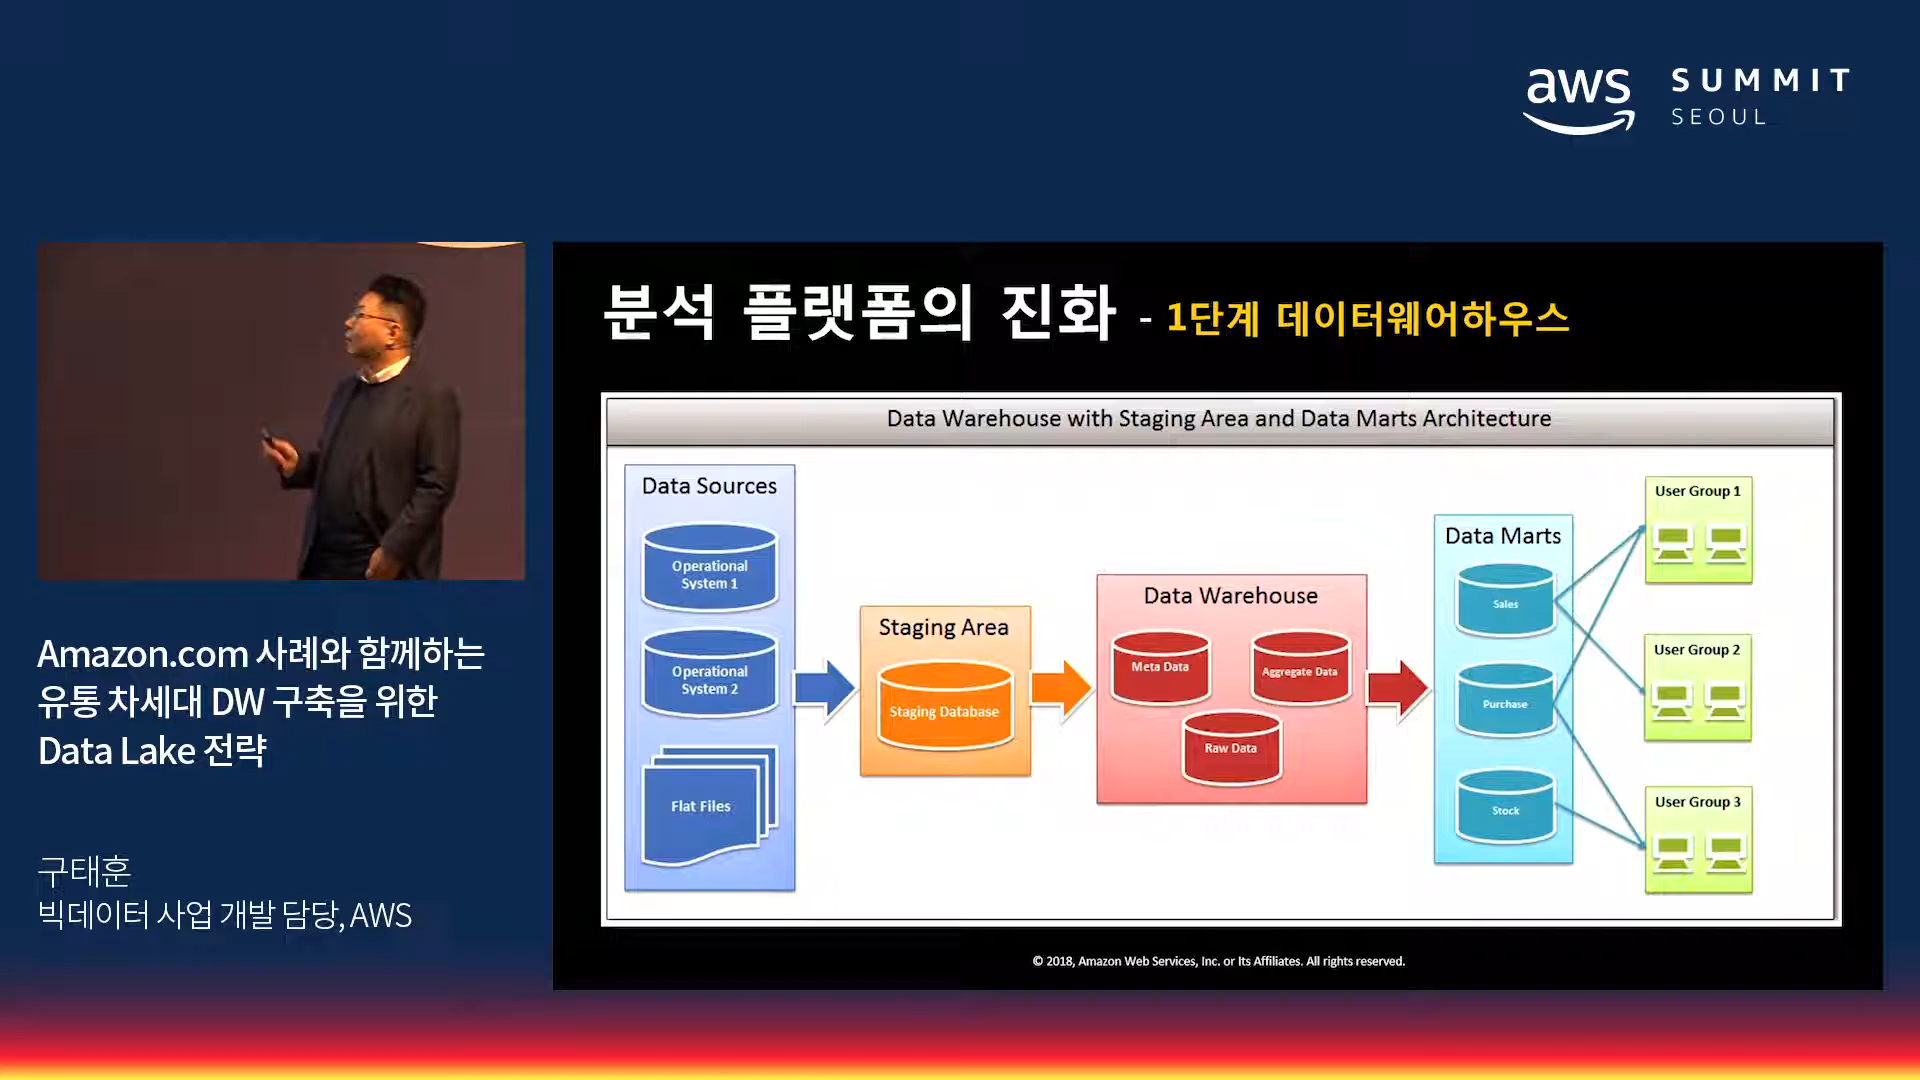 aws
SUMMIT
SEOUL
분석 플랫폼의 진화 - 1단계 데이터웨어하우스
Data Warehouse with Staging Area and Data Marts Architecture
Data Sources
Operational
System 1
Operational
System 2
Flat Files
Staging Area
Staging Database
Data Warehouse
Meta Data
Aggregate Data
Raw Data
Data Marts
Sales
Purchase
Stock
User Group 1
User Group 2
User Group 3
© 2018, Amazon Web Services, Inc. or Its Affiliates. All rights reserved.
Amazon.com 사례와 함께하는
유통 차세대 DW 구축을 위한
Data Lake 전략
구태훈
빅데이터 사업 개발 담당, AWS